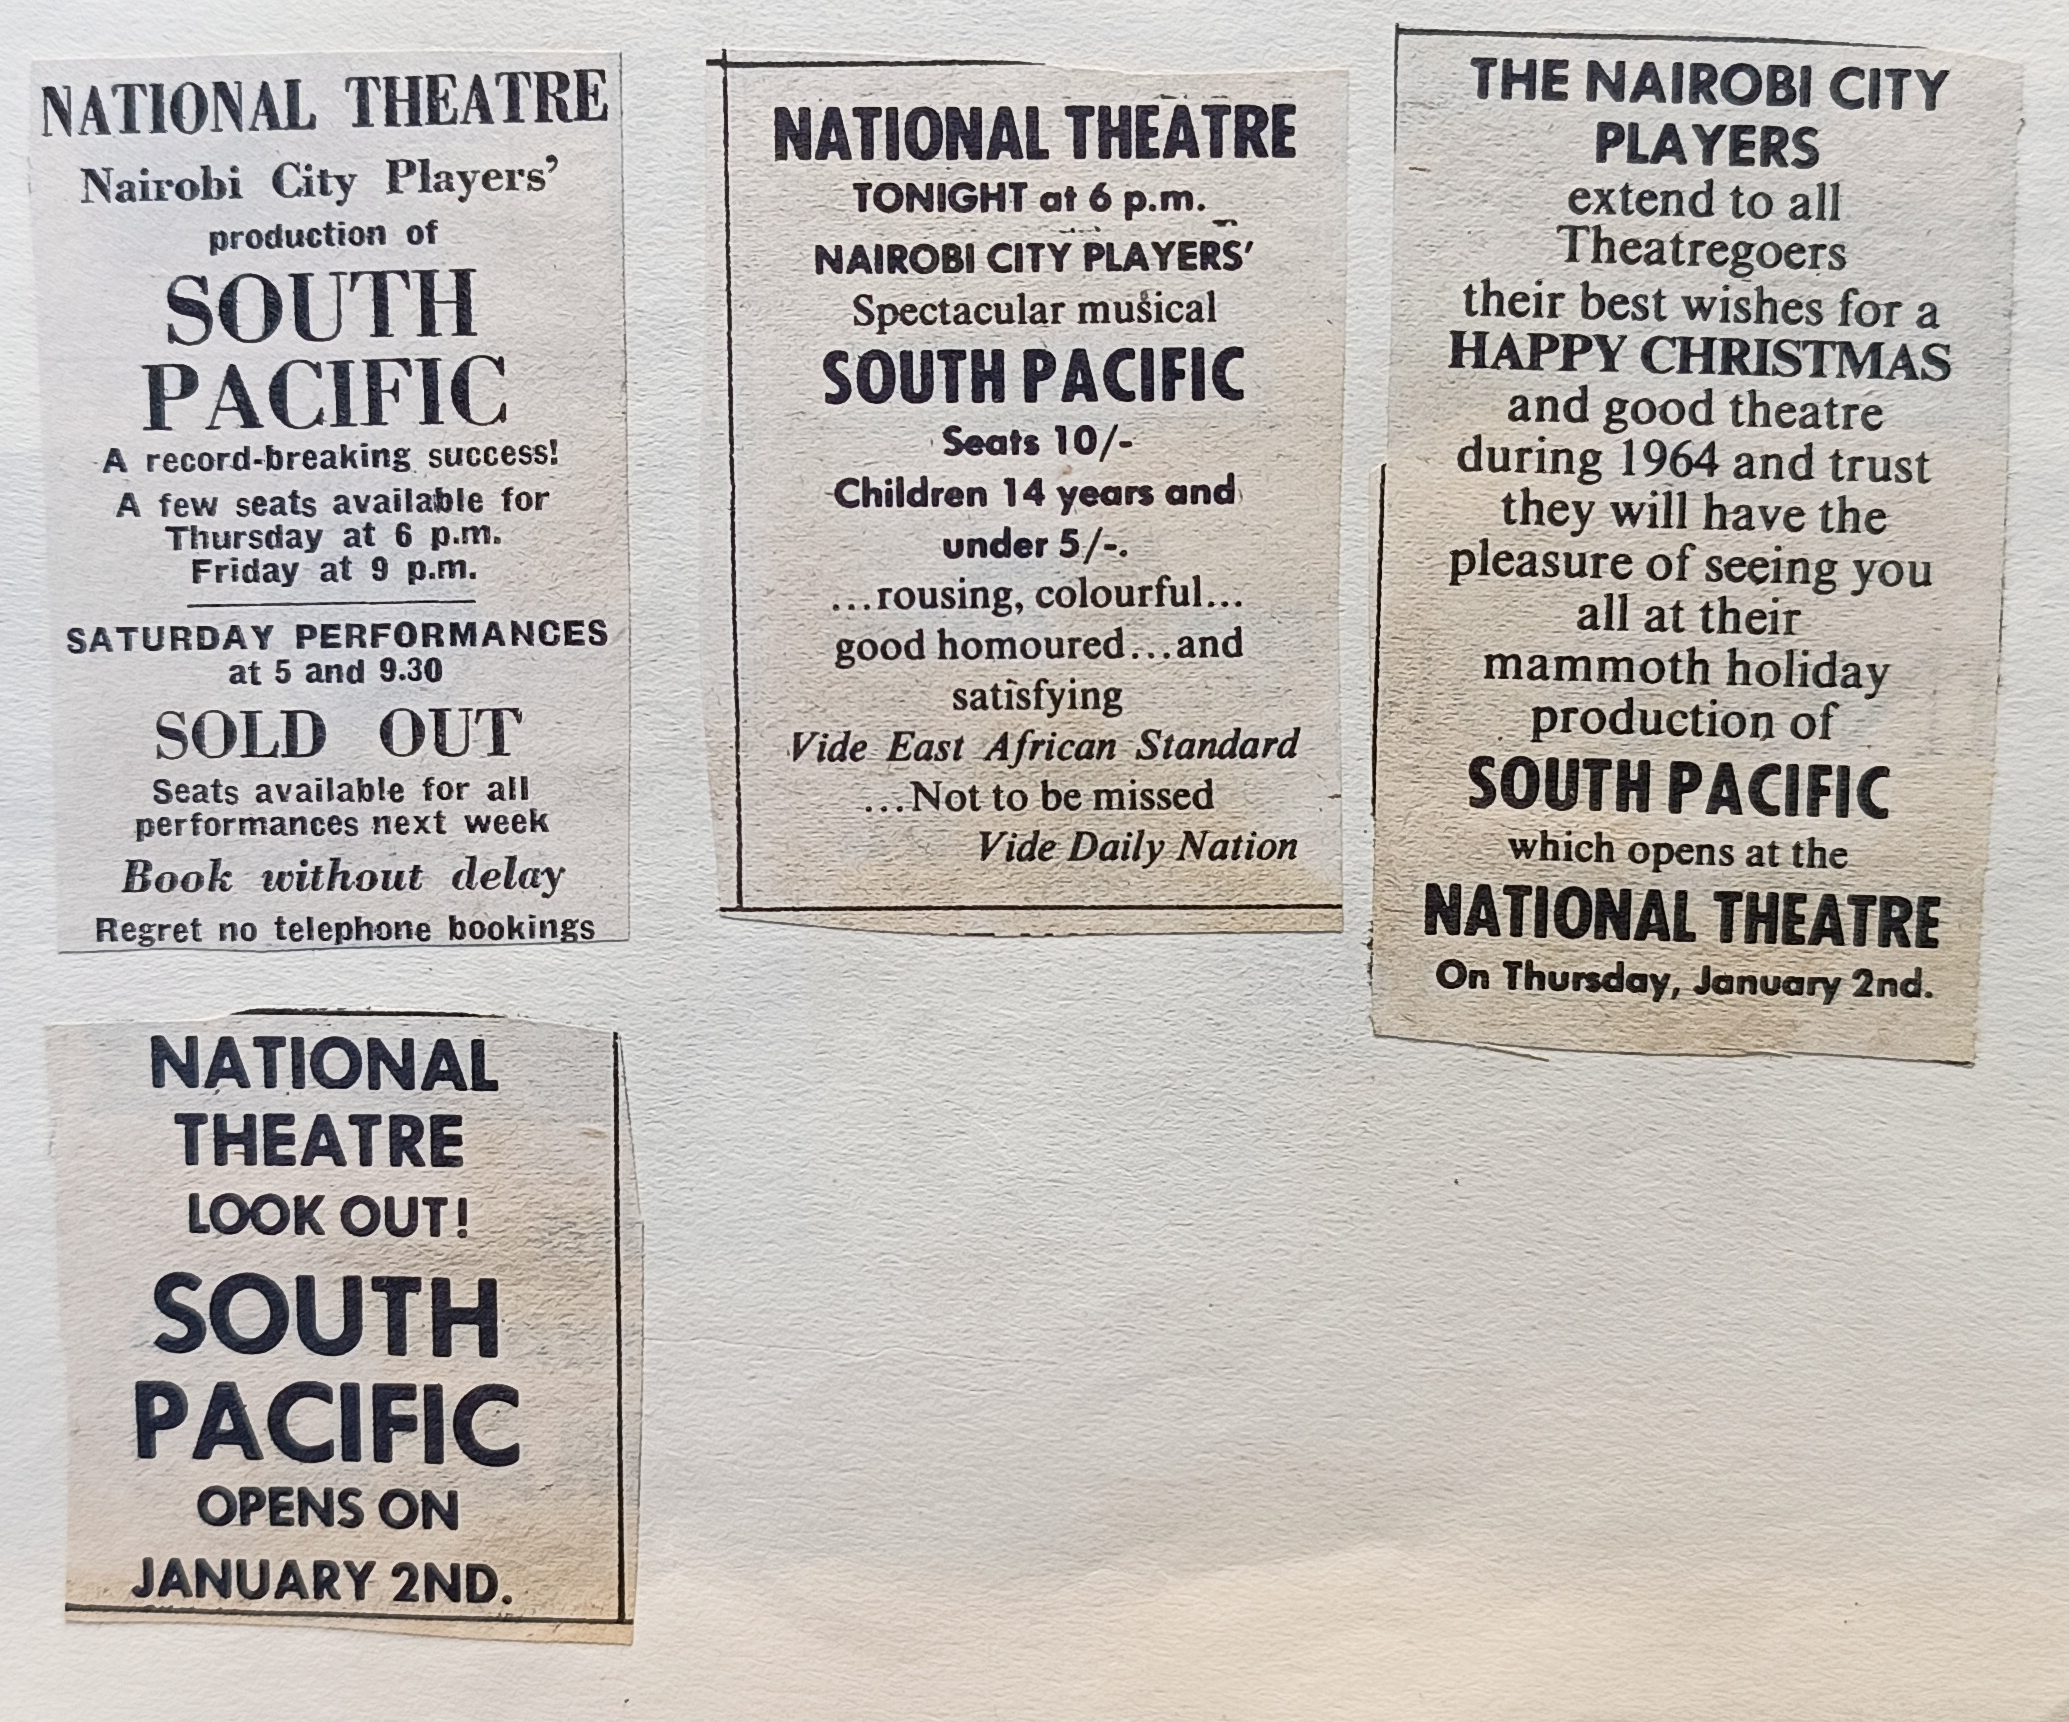 NATIONAL THEATRE
Nairobi City Players'
production of
SOUTH
PACIFIC
A record-breaking success!
A few seats available for
Thursday at 6 p.m.
Friday at 9 p.m.
SATURDAY PERFORMANCES
at 5 and 9.30
SOLD OUT
Seats available for all
performances next week
Book without delay
Regret no telephone bookings
NATIONAL THEATRE
TONIGHT at 6 p.m.
NAIROBI CITY PLAYERS'
Spectacular musical
SOUTH PACIFIC
Seats 10/-
Children 14 years and
under 5/-.
...rousing, colourful...
good homoured...and
satisfying
Vide East African Standard
...Not to be missed
Vide Daily Nation
THE NAIROBI CITY
PLAYERS
extend to all
Theatregoers
their best wishes for a
HAPPY CHRISTMAS
and good theatre
during 1964 and trust
they will have the
pleasure of seeing you
all at their
mammoth holiday
production of
SOUTH PACIFIC
which opens at the
NATIONAL THEATRE
On Thursday, January 2nd.
NATIONAL
THEATRE
LOOK OUT!
SOUTH
PACIFIC
OPENS ON
JANUARY 2ND.